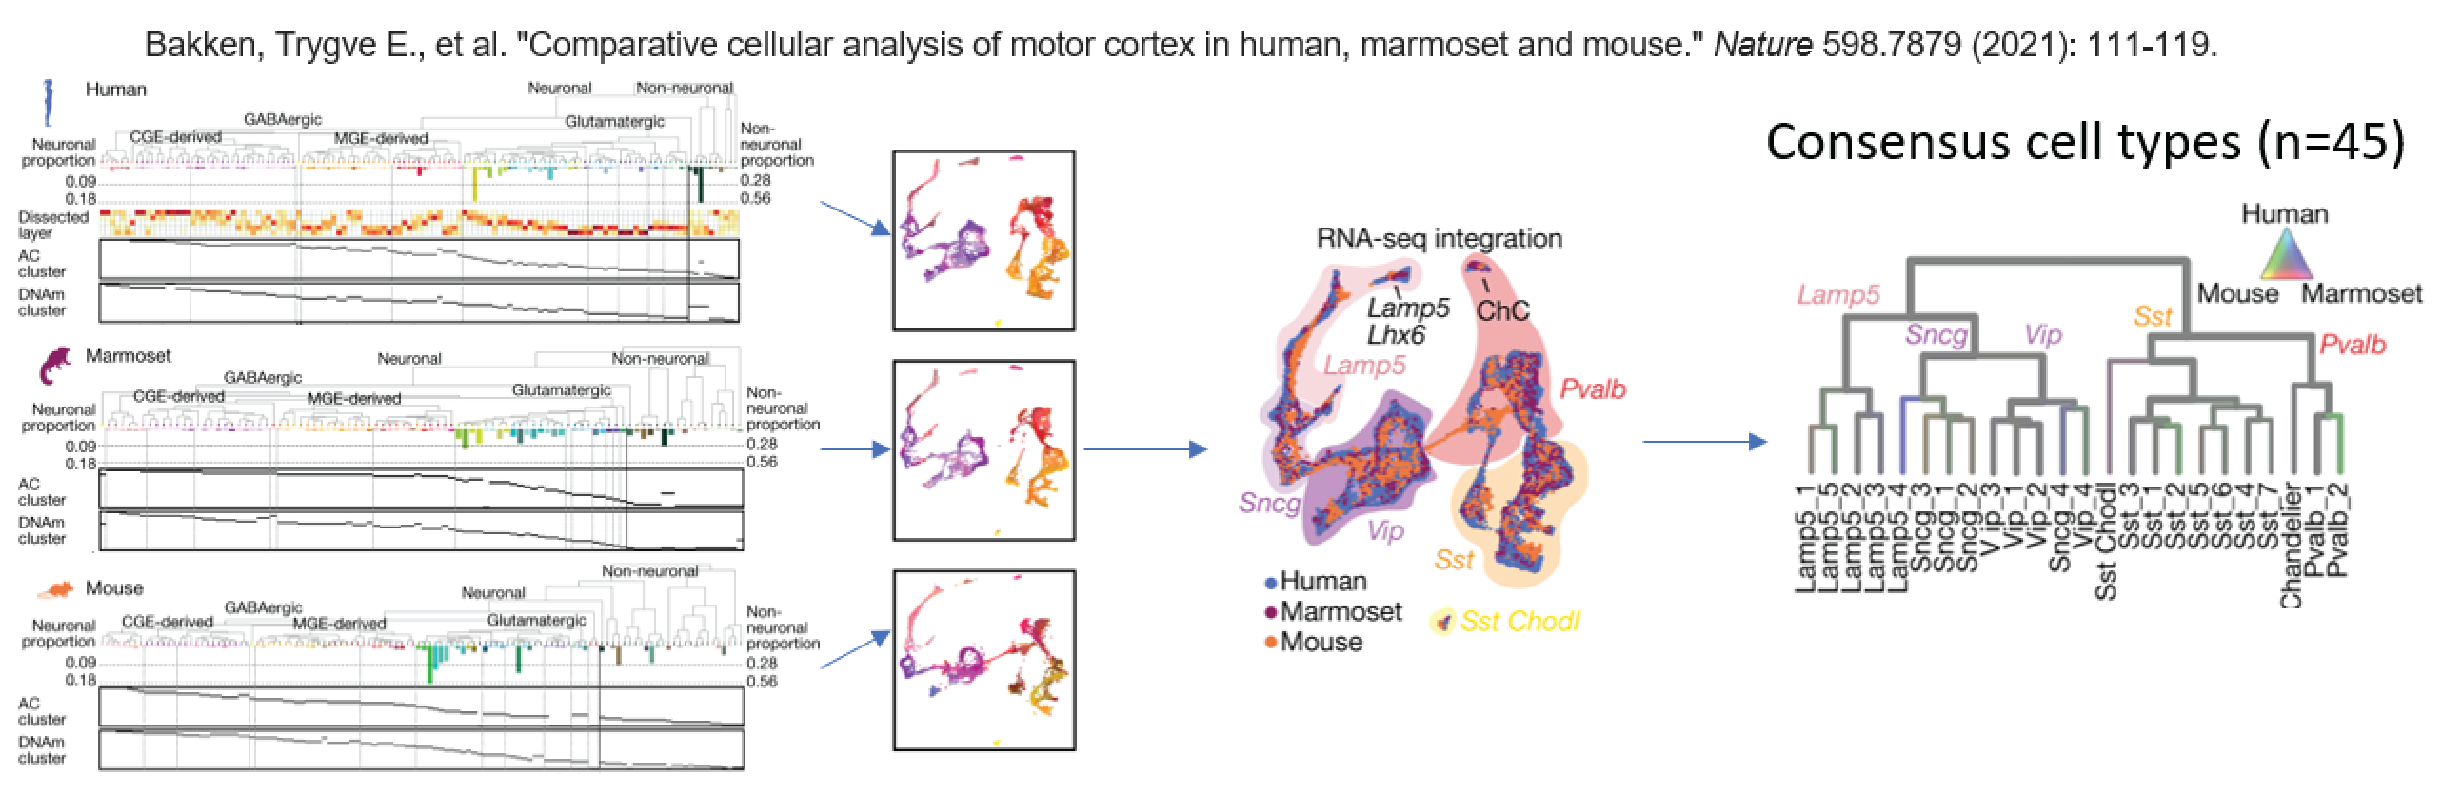 Bakken, Trygve E., et al. "Comparative cellular analysis of motor cortex in human, marmoset and mouse." Nature 598.7879 (2021): 111-119.
Human
Neuronal
Non-neuronal
GABAergic
Glutamatergic
CGE-derived
MGE-derived
Neuronal
proportion
Non-
neuronal
proportion
0.09
0.18
0.28
0.56
Dissected
layer
AC
cluster
DNAm
cluster
Marmoset
Neuronal
Non-neuronal
GABAergic
Glutamatergic
CGE-derived
MGE-derived
Neuronal
proportion
Non-
neuronal
proportion
0.09
0.18
0.28
0.56
AC
cluster
DNAm
cluster
Mouse
Non-neuronal
Neuronal
GABAergic
Glutamatergic
CGE-derived
MGE-derived
Neuronal
proportion
Non-
neuronal
proportion
0.09
0.18
0.28
0.56
AC
cluster
DNAm
cluster
RNA-seq integration
Lamp5
Lhx6
ChC
Lamp5
Pvalb
Sncg
Vip
Sst
Sst Chodl
Human
Marmoset
Mouse
Consensus cell types (n=45)
Human
Mouse
Marmoset
Lamp5
Sncg
Vip
Sst
Pvalb
Lamp5_1
Lamp5_5
Lamp5_2
Lamp5_3
Lamp5_4
Sncg_3
Sncg_1
Sncg_2
Vip_3
Vip_1
Vip_2
Sncg_4
Vip_4
Sst Chodl
Sst_3
Sst_1
Sst_2
Sst_5
Sst_6
Sst_4
Sst_7
Chandelier
Pvalb_1
Pvalb_2